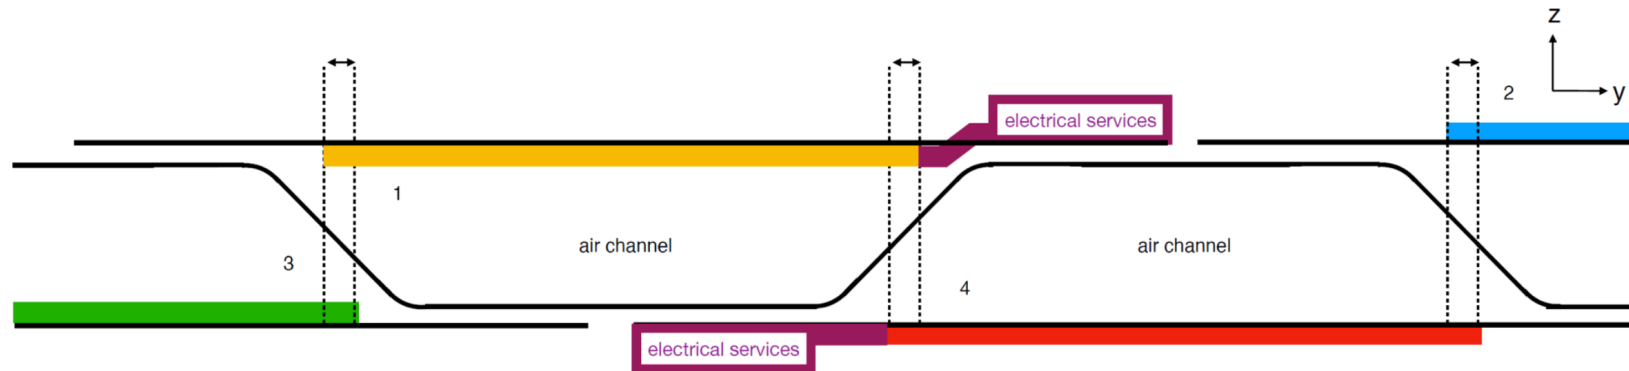 z
2
y
electrical services
1
air channel
air channel
3
4
electrical services